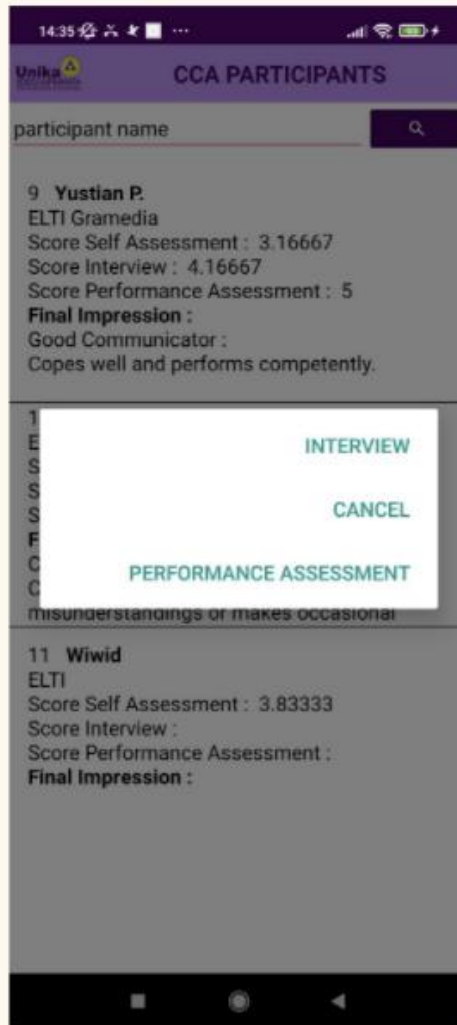 14:35
Unika
CCA PARTICIPANTS
participant name
9 Yustian P.
ELTI Gramedia
Score Self Assessment : 3.16667
Score Interview : 4.16667
Score Performance Assessment : 5
Final Impression :
Good Communicator :
Copes well and performs competently.
1
E
S
S
S
F
C
C
INTERVIEW
CANCEL
PERFORMANCE ASSESSMENT
misunderstandings or makes occasional
11 Wiwid
ELTI
Score Self Assessment : 3.83333
Score Interview :
Score Performance Assessment :
Final Impression :